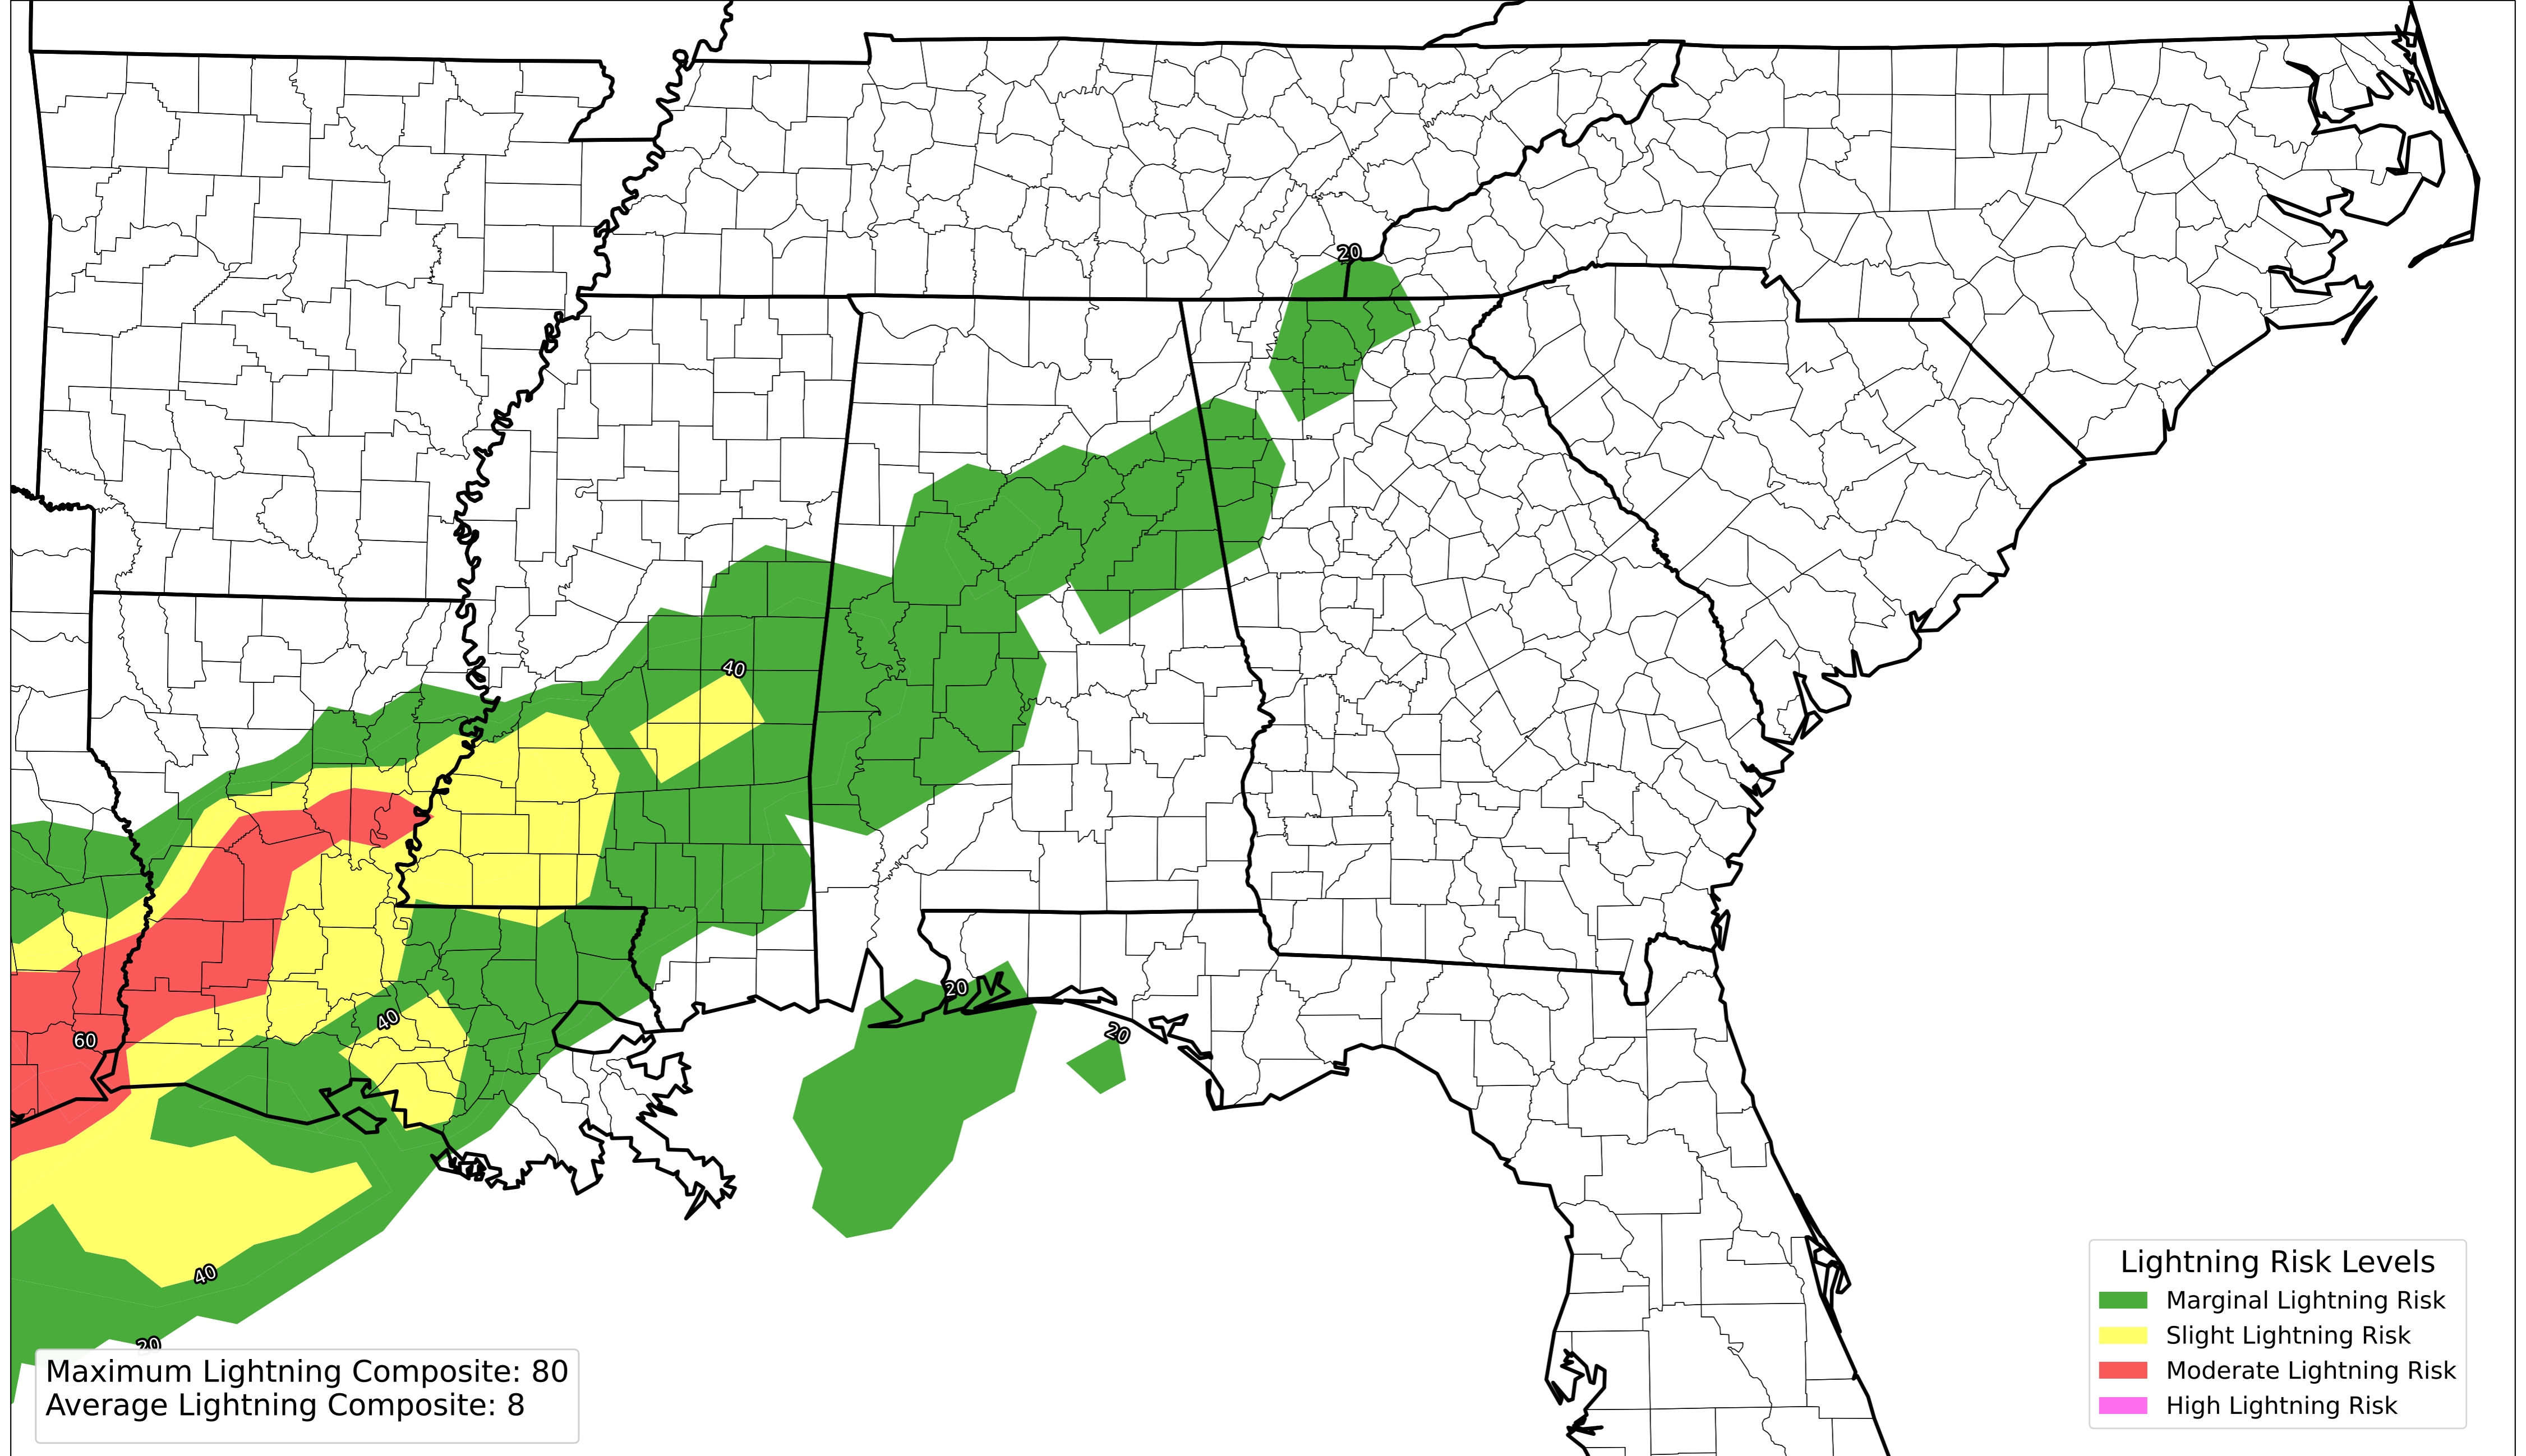 20
40
20
20
40
60
40
20
Maximum Lightning Composite: 80
Average Lightning Composite: 8
Lightning Risk Levels
Marginal Lightning Risk
Slight Lightning Risk
Moderate Lightning Risk
High Lightning Risk